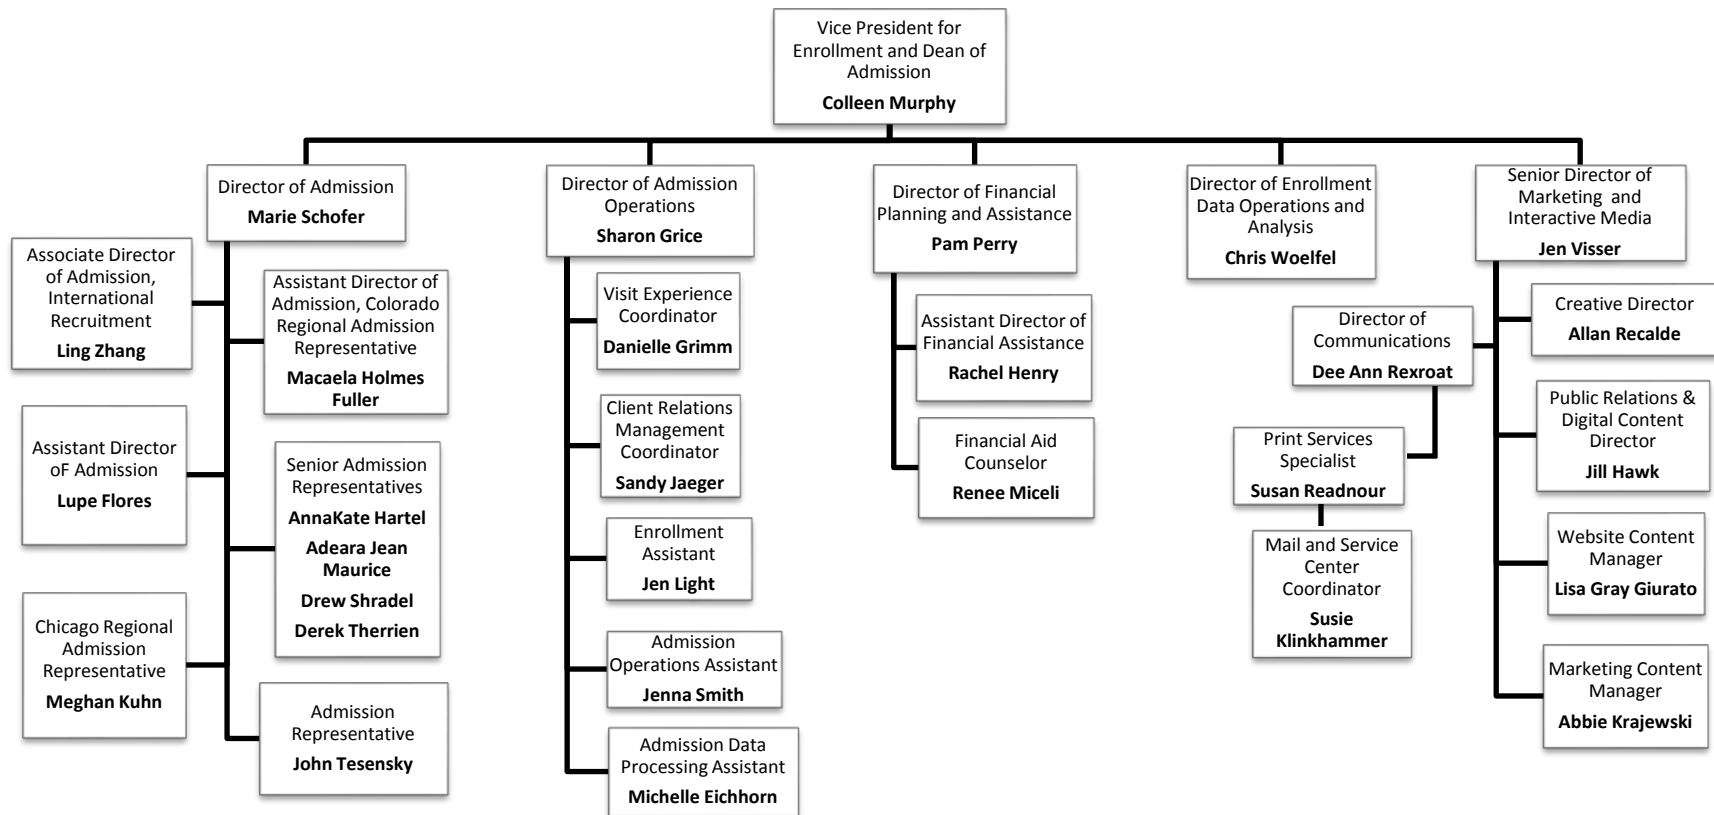 Vice President for
Enrollment and Dean of
Admission
Colleen Murphy
Director of Admission
Marie Schofer
Associate Director
of Admission,
International
Recruitment
Ling Zhang
Assistant Director of
Admission, Colorado
Regional Admission
Representative
Macaela Holmes
Fuller
Assistant Director
oF Admission
Lupe Flores
Senior Admission
Representatives
AnnaKate Hartel
Adeara Jean
Maurice
Drew Shradel
Derek Therrien
Chicago Regional
Admission
Representative
Meghan Kuhn
Admission
Representative
John Tesensky
Director of Admission
Operations
Sharon Grice
Visit Experience
Coordinator
Danielle Grimm
Client Relations
Management
Coordinator
Sandy Jaeger
Enrollment
Assistant
Jen Light
Admission
Operations Assistant
Jenna Smith
Admission Data
Processing Assistant
Michelle Eichhorn
Director of Financial
Planning and Assistance
Pam Perry
Assistant Director of
Financial Assistance
Rachel Henry
Financial Aid
Counselor
Renee Miceli
Director of Enrollment
Data Operations and
Analysis
Chris Woelfel
Senior Director of
Marketing and
Interactive Media
Jen Visser
Director of
Communications
Dee Ann Rexroat
Print Services
Specialist
Susan Readnour
Mail and Service
Center
Coordinator
Susie
Klinkhammer
Creative Director
Allan Recalde
Public Relations &
Digital Content
Director
Jill Hawk
Website Content
Manager
Lisa Gray Giurato
Marketing Content
Manager
Abbie Krajewski